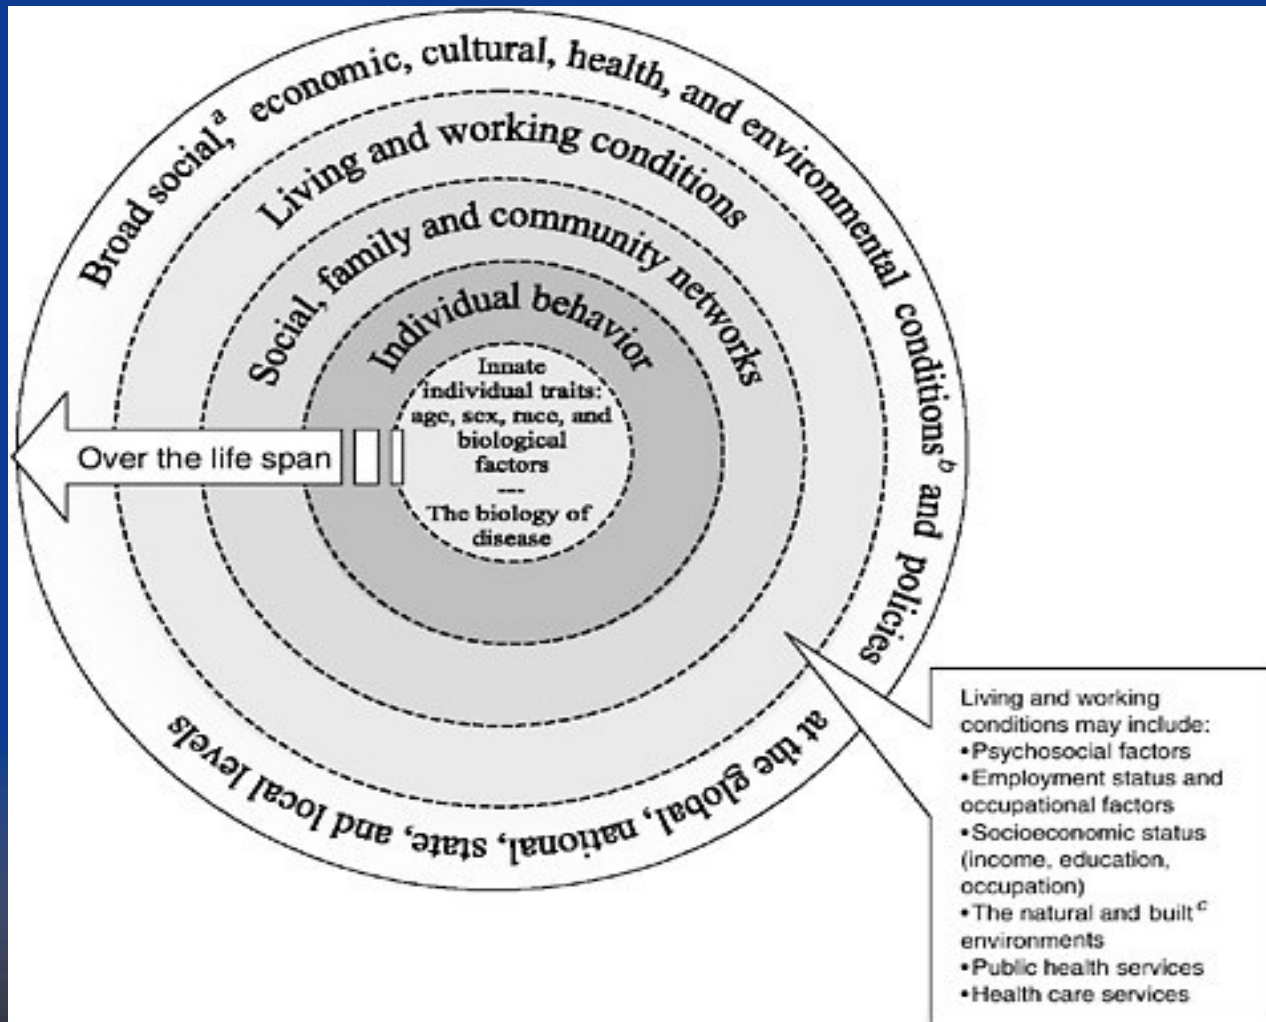 Broad social,ᵃ economic, cultural, health, and environmental conditionsᵇ and policies
at the global, national, state, and local levels
Living and working conditions
Social, family and community networks
Individual behavior
Innate
individual traits:
age, sex, race, and
biological
factors
---
The biology of
disease
Over the life span
Living and working
conditions may include:
•Psychosocial factors
•Employment status and
occupational factors
•Socioeconomic status
(income, education,
occupation)
•The natural and builtᶜ
environments
•Public health services
•Health care services